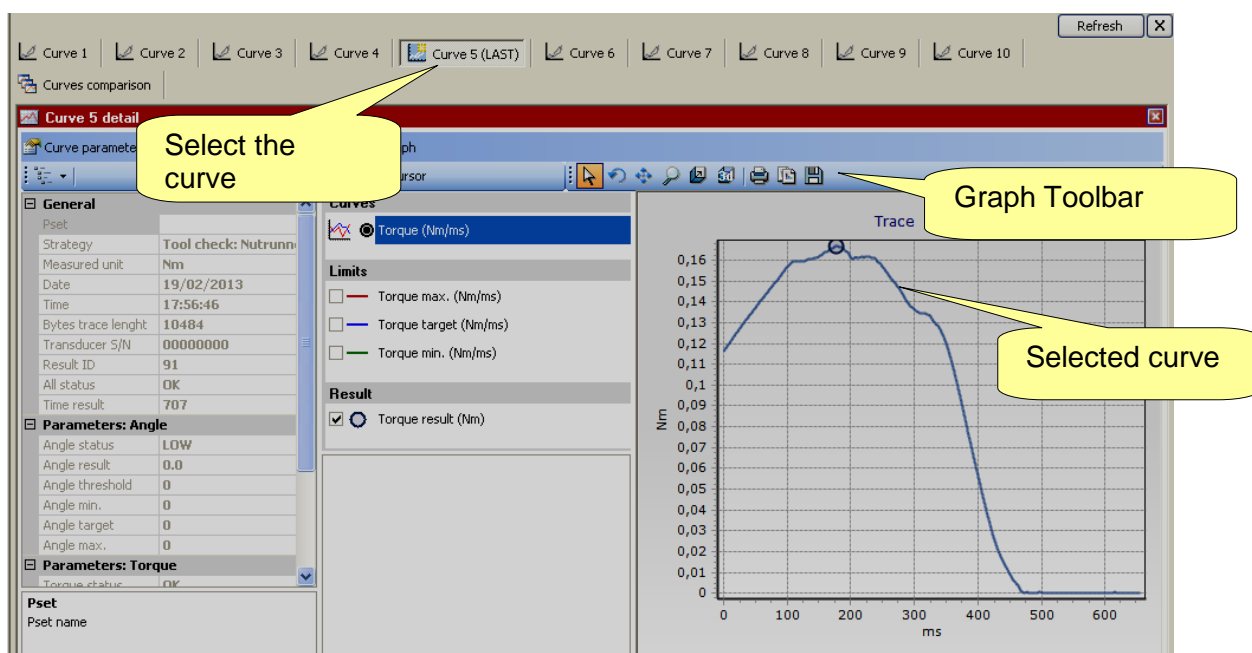 Refresh X
Curve 1 Curve 2 Curve 3 Curve 4 Curve 5 (LAST) Curve 6 Curve 7 Curve 8 Curve 9 Curve 10
Curves comparison
Curve 5 detail
Select the
curve
Curve paramete
ph
ursor
Graph Toolbar
General
Pset
Strategy Tool check: Nutrunn
Measured unit Nm
Date 19/02/2013
Time 17:56:46
Bytes trace lenght 10484
Transducer S/N 00000000
Result ID 91
All status OK
Time result 707
Parameters: Angle
Angle status LOW
Angle result 0.0
Angle threshold 0
Angle min. 0
Angle target 0
Angle max. 0
Parameters: Torque
Torque status OK
Pset
Pset name
Curves
Torque (Nm/ms)
Limits
Torque max. (Nm/ms)
Torque target (Nm/ms)
Torque min. (Nm/ms)
Result
Torque result (Nm)
Trace
Selected curve
0,16
0,15
0,14
0,13
0,12
0,11
0,1
0,09
0,08
0,07
0,06
0,05
0,04
0,03
0,02
0,01
0
Nm
0 100 200 300 400 500 600
ms